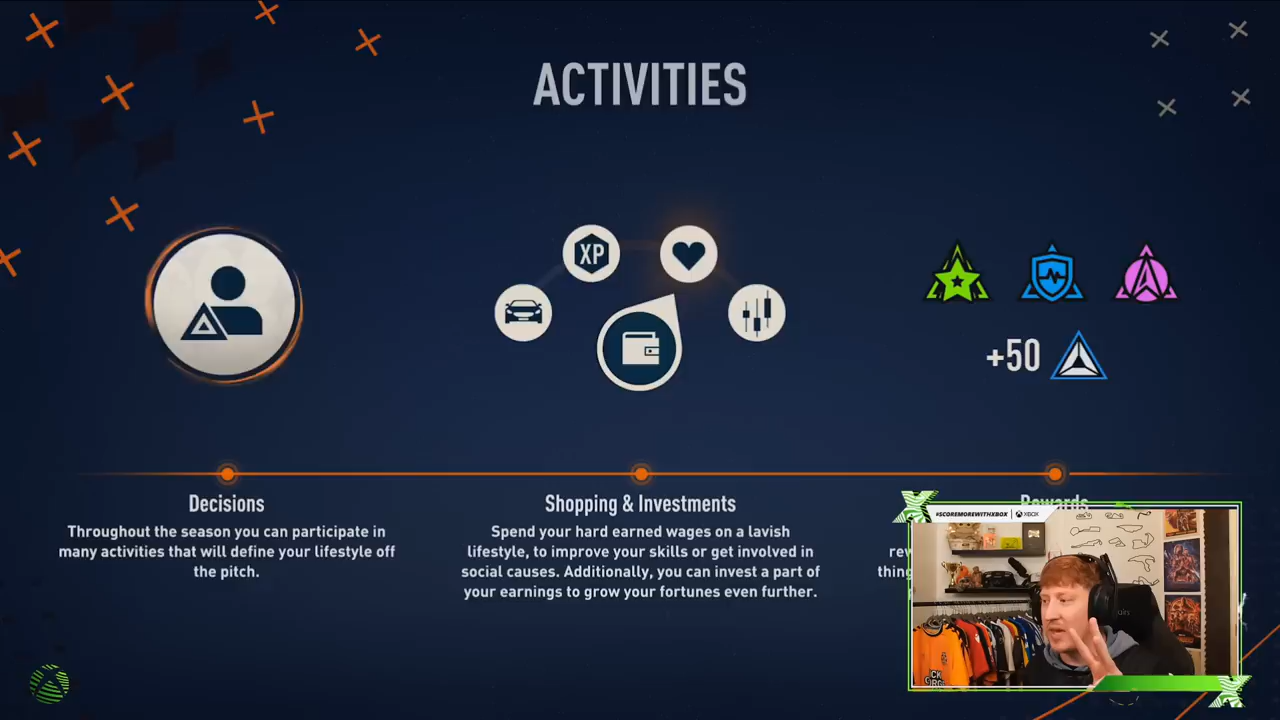 ACTIVITIES
XP
+50
Decisions
Throughout the season you can participate in
many activities that will define your lifestyle off
the pitch.
Shopping & Investments
Spend your hard earned wages on a lavish
lifestyle, to improve your skills or get involved in
social causes. Additionally, you can invest a part of
your earnings to grow your fortunes even further.
Rewards
#SCOREMOREWITHXBOX | XBOX